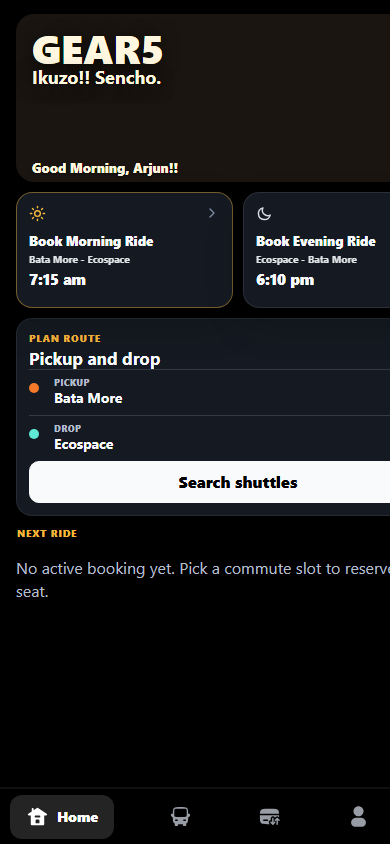 GEAR5
Ikuzo!! Sencho.
Good Morning, Arjun!!
Book Morning Ride
Bata More - Ecospace
7:15 am
Book Evening Ride
Ecospace - Bata More
6:10 pm
PLAN ROUTE
Pickup and drop
PICKUP
Bata More
DROP
Ecospace
Search shuttles
NEXT RIDE
No active booking yet. Pick a commute slot to reserve
seat.
Home